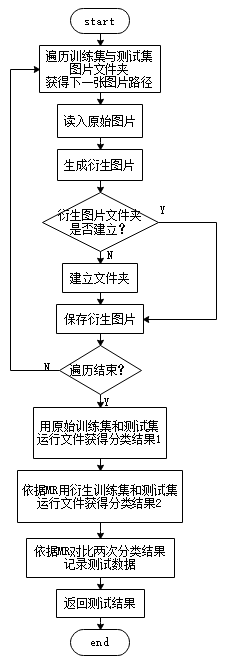 start
遍历训练集与测试集
图片文件夹
获得下一张图片路径
读入原始图片
生成衍生图片
衍生图片文件夹
是否建立?
Y
N
建立文件夹
保存衍生图片
遍历结束?
N
Y
用原始训练集和测试集
运行文件获得分类结果1
依据MR用衍生训练集和测试集
运行文件获得分类结果2
依据MR对比两次分类结果
记录测试数据
返回测试结果
end